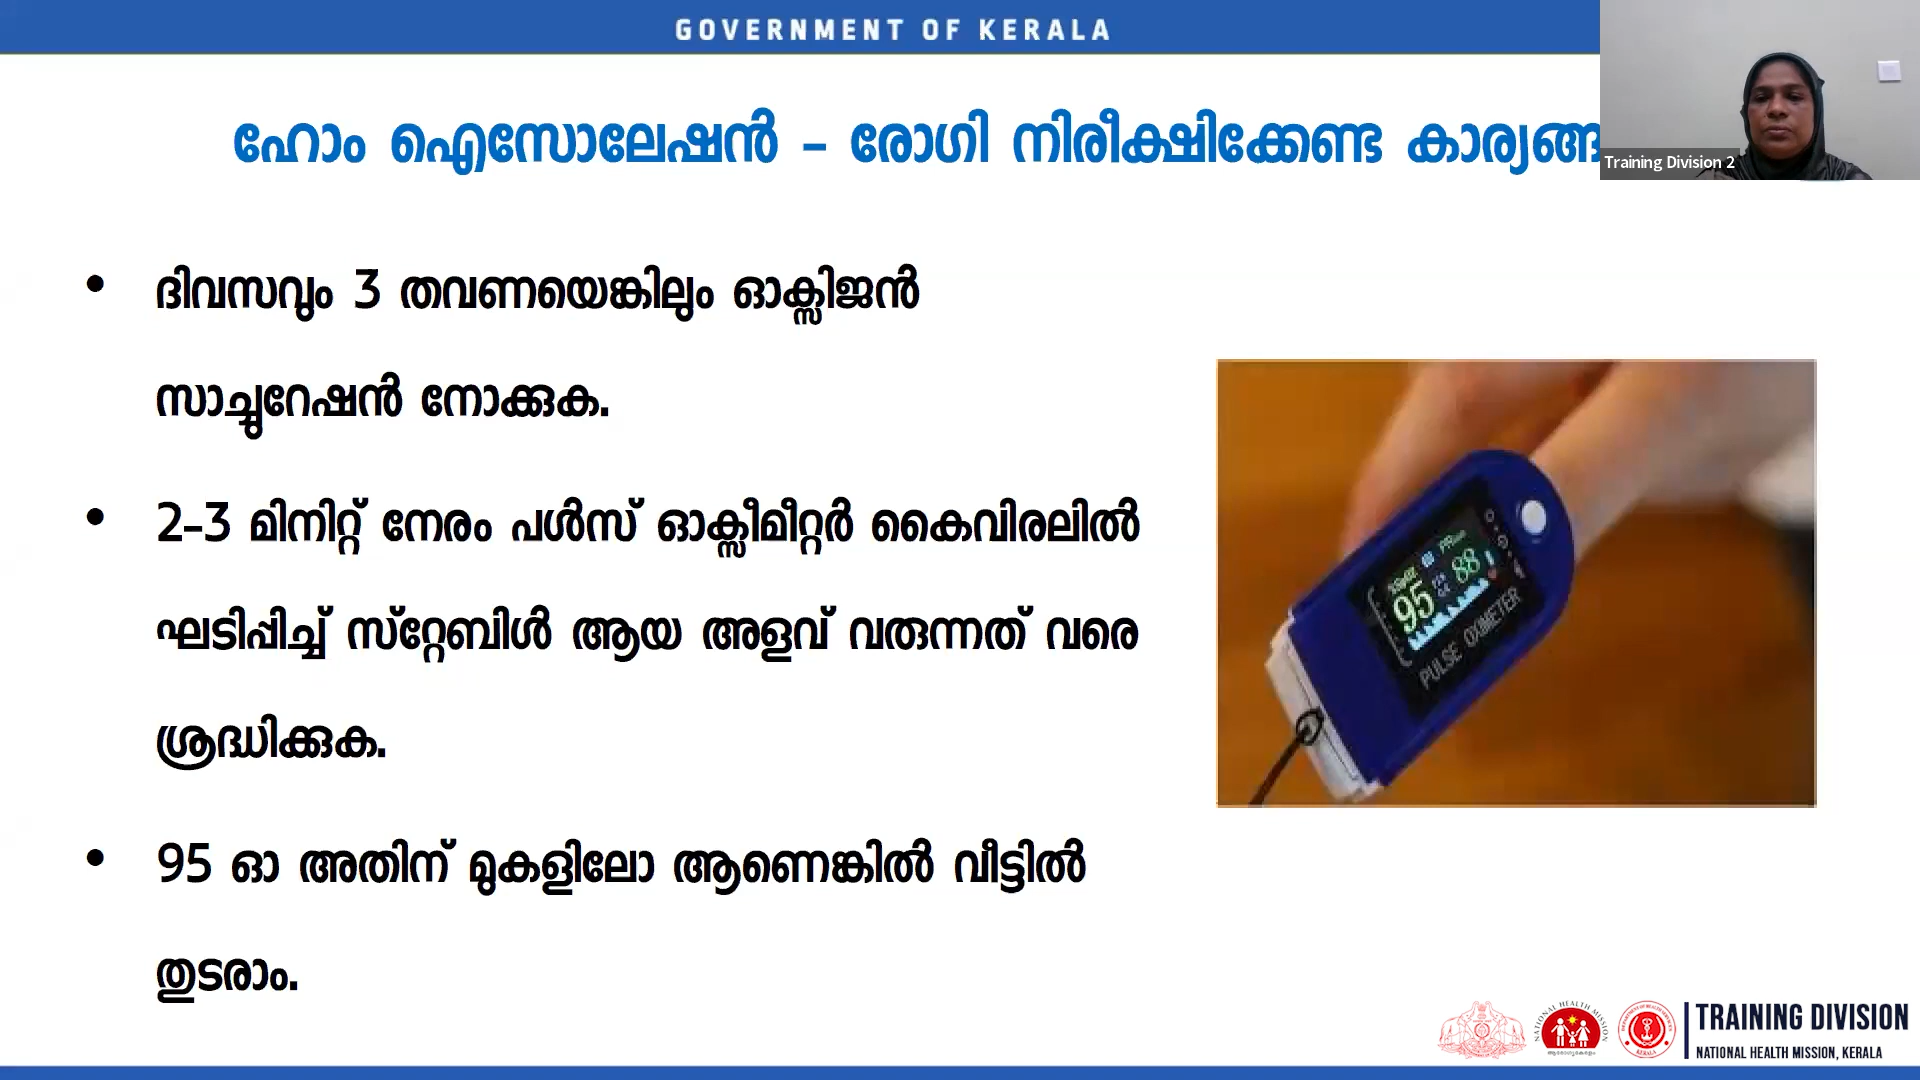 GOVERNMENT OF KERALA
ഹോം ഐസോലേഷൻ – രോഗി നിരീക്ഷിക്കേണ്ട
Training Division 2
• ദിവസവും 3 തവണയെങ്കിലും ഓക്സിജൻ
സാച്ചുറേഷൻ നോക്കുക.
• 2-3 മിനിറ്റ് നേരം പൾസ് ഓക്സീമീറ്റർ കൈവിരലിൽ
ഘടിപ്പിച്ച് സ്റ്റേബിൾ ആയ അളവ് വരുന്നത് വരെ
ശ്രദ്ധിക്കുക.
• 95 ഓ അതിന് മുകളിലോ ആണെങ്കിൽ വീട്ടിൽ
തുടരാം.
95 88
PULSE OXIMETER
NATIONAL HEALTH MISSION
TRAINING DIVISION
NATIONAL HEALTH MISSION, KERALA